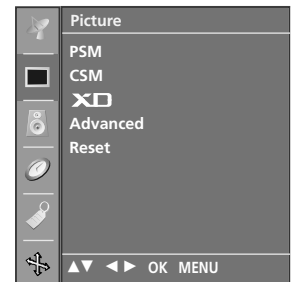 Picture
PSM
CSM
XD
Advanced
Reset
▲▼ ◄► OK MENU